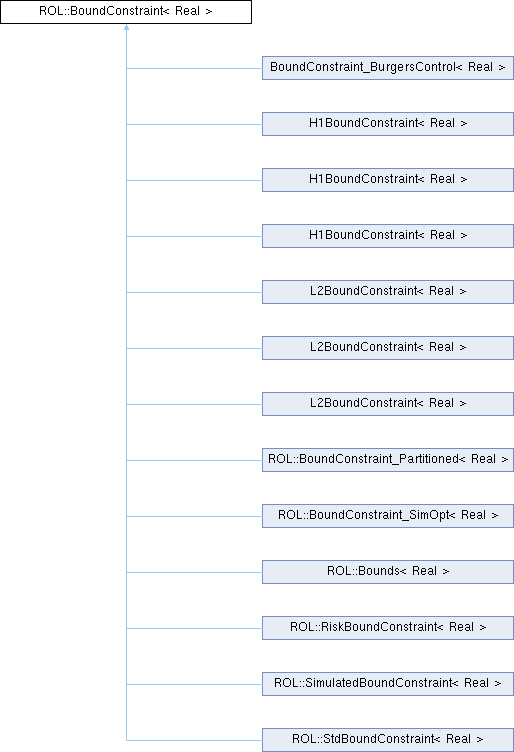 ROL::BoundConstraint< Real >
BoundConstraint_BurgersControl< Real >
H1BoundConstraint< Real >
H1BoundConstraint< Real >
H1BoundConstraint< Real >
L2BoundConstraint< Real >
L2BoundConstraint< Real >
L2BoundConstraint< Real >
ROL::BoundConstraint_Partitioned< Real >
ROL::BoundConstraint_SimOpt< Real >
ROL::Bounds< Real >
ROL::RiskBoundConstraint< Real >
ROL::SimulatedBoundConstraint< Real >
ROL::StdBoundConstraint< Real >